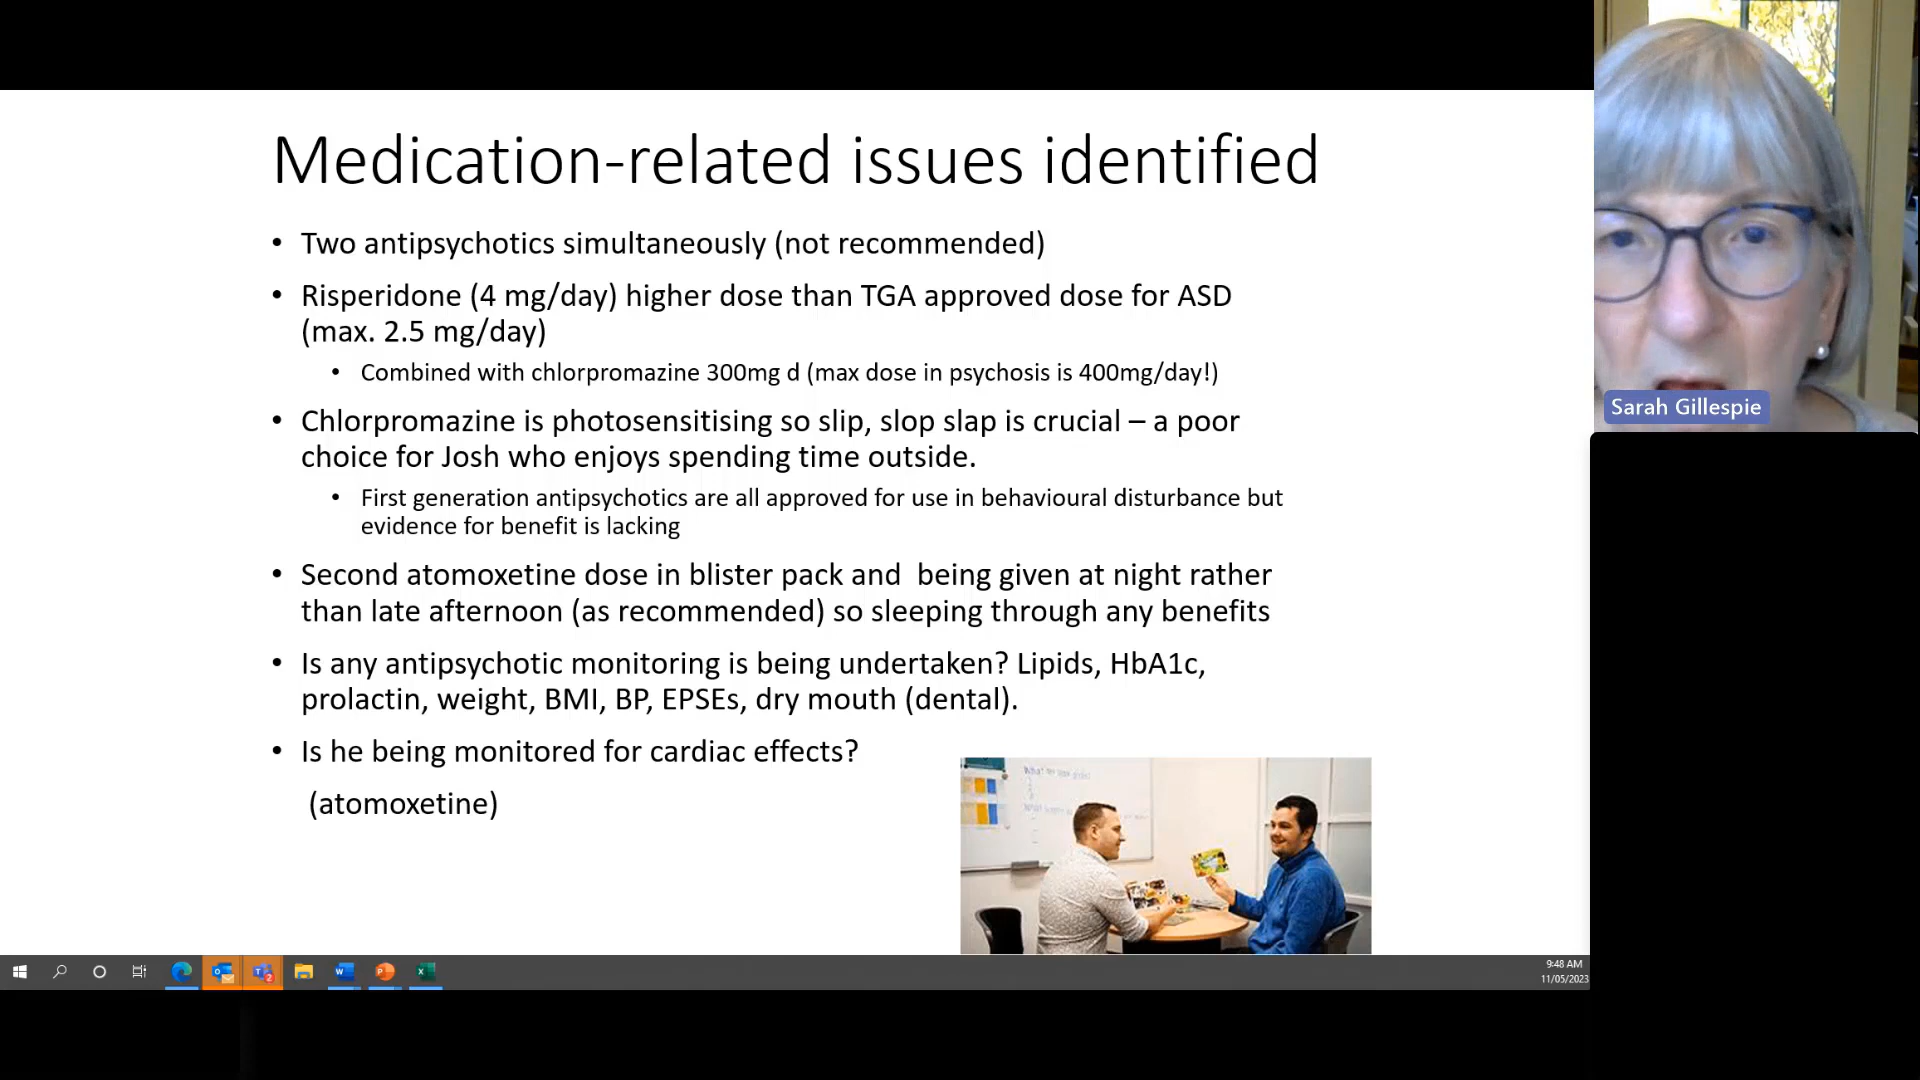 Medication-related issues identified
• Two antipsychotics simultaneously (not recommended)
• Risperidone (4 mg/day) higher dose than TGA approved dose for ASD
(max. 2.5 mg/day)
• Combined with chlorpromazine 300mg d (max dose in psychosis is 400mg/day!)
• Chlorpromazine is photosensitising so slip, slop slap is crucial – a poor
choice for Josh who enjoys spending time outside.
• First generation antipsychotics are all approved for use in behavioural disturbance but
evidence for benefit is lacking
• Second atomoxetine dose in blister pack and  being given at night rather
than late afternoon (as recommended) so sleeping through any benefits
• Is any antipsychotic monitoring is being undertaken? Lipids, HbA1c,
prolactin, weight, BMI, BP, EPSEs, dry mouth (dental).
• Is he being monitored for cardiac effects?
(atomoxetine)
Sarah Gillespie
9:48 AM
11/05/2023